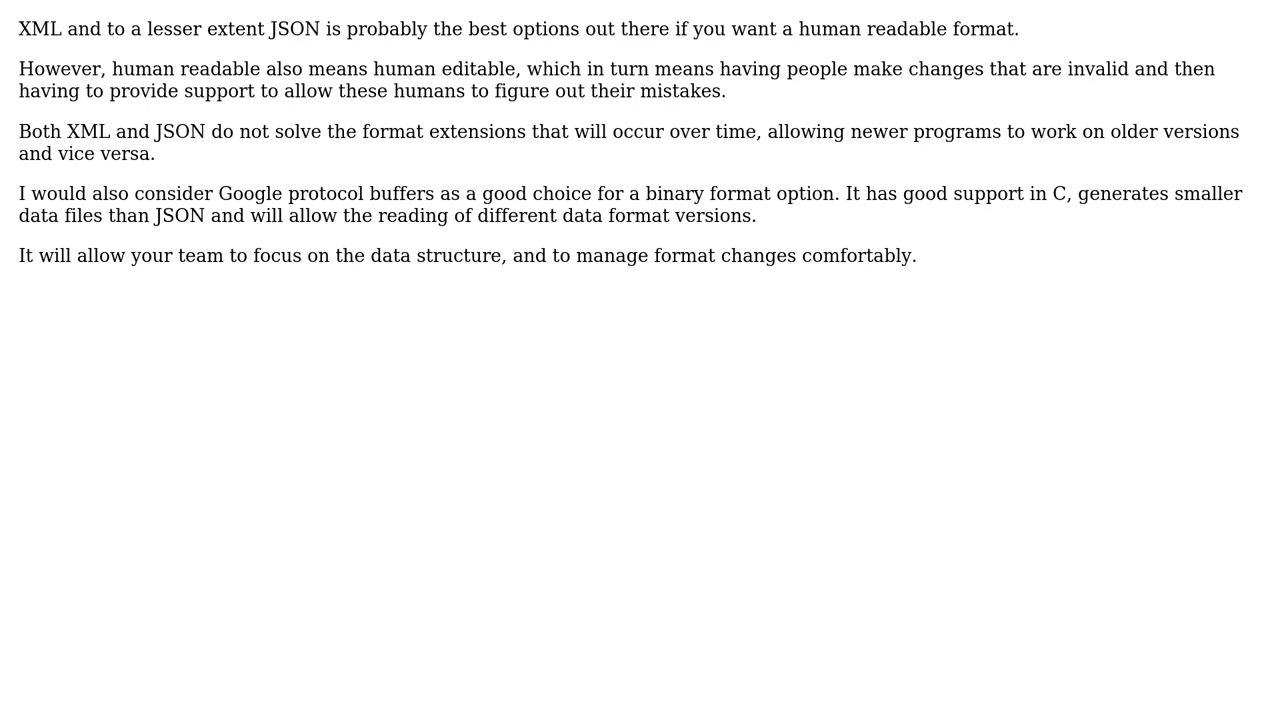 XML and to a lesser extent JSON is probably the best options out there if you want a human readable format.
However, human readable also means human editable, which in turn means having people make changes that are invalid and then
having to provide support to allow these humans to figure out their mistakes.
Both XML and JSON do not solve the format extensions that will occur over time, allowing newer programs to work on older versions
and vice versa.
I would also consider Google protocol buffers as a good choice for a binary format option. It has good support in C, generates smaller
data files than JSON and will allow the reading of different data format versions.
It will allow your team to focus on the data structure, and to manage format changes comfortably.